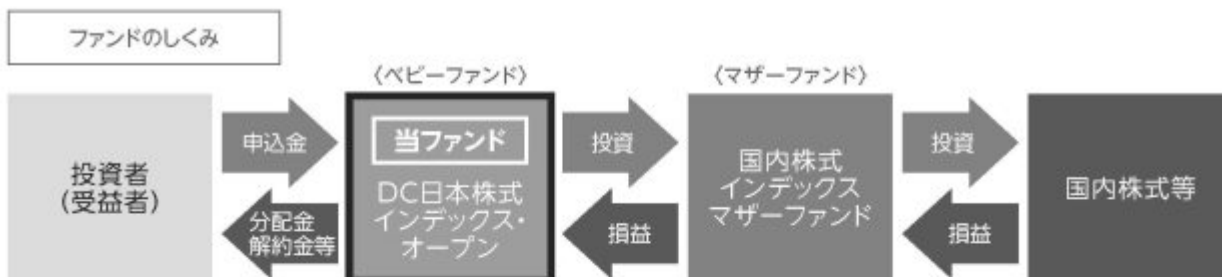 ファンドのしくみ
〈ベビーファンド〉
〈マザーファンド〉
投資者
(受益者)
申込金
分配金
解約金等
当ファンド
DC日本株式
インデックス・
オープン
投資
損益
国内株式
インデックス
マザーファンド
投資
損益
国内株式等